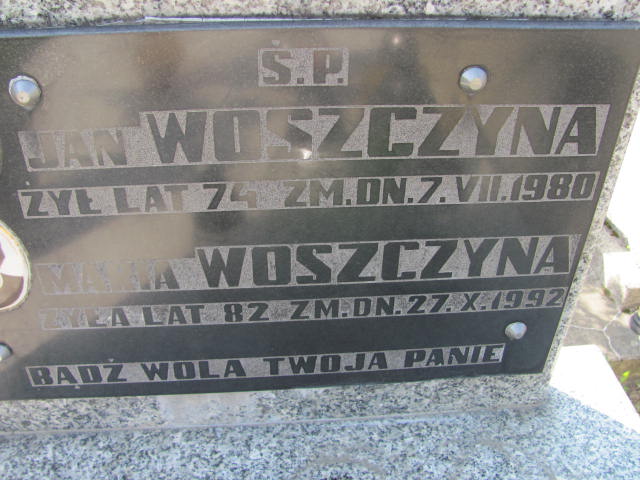 Ś.P.
JAN WOSZCZYNA
ŻYŁ LAT 74 ZM.DN.7.VII.1980
MARIA WOSZCZYNA
ŻYŁA LAT 82 ZM.DN.27.X.1992
BĄDŹ WOLA TWOJA PANIE